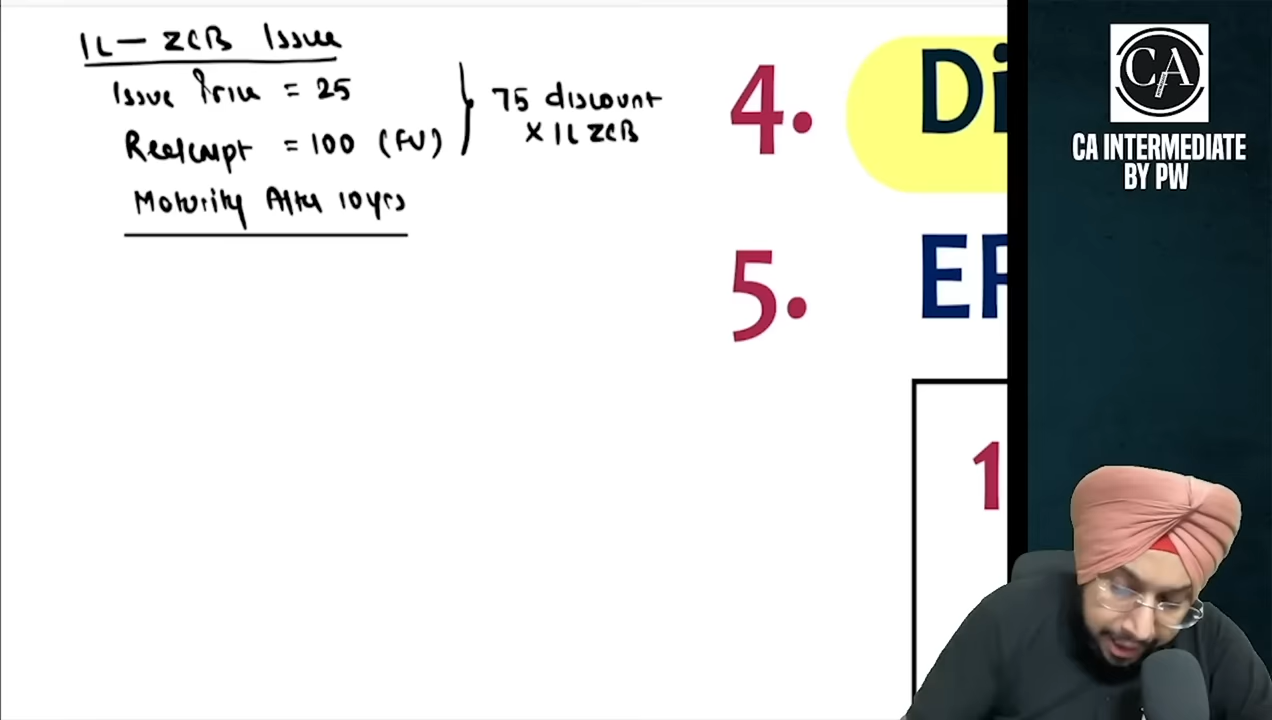 1L - ZCB Issue
Issue Price = 25
= 100 (FV)
Maturity After 10yrs
75 discount
X 1L ZCB
4. Di
5. EF
1
CA
CA INTERMEDIATE
BY PW